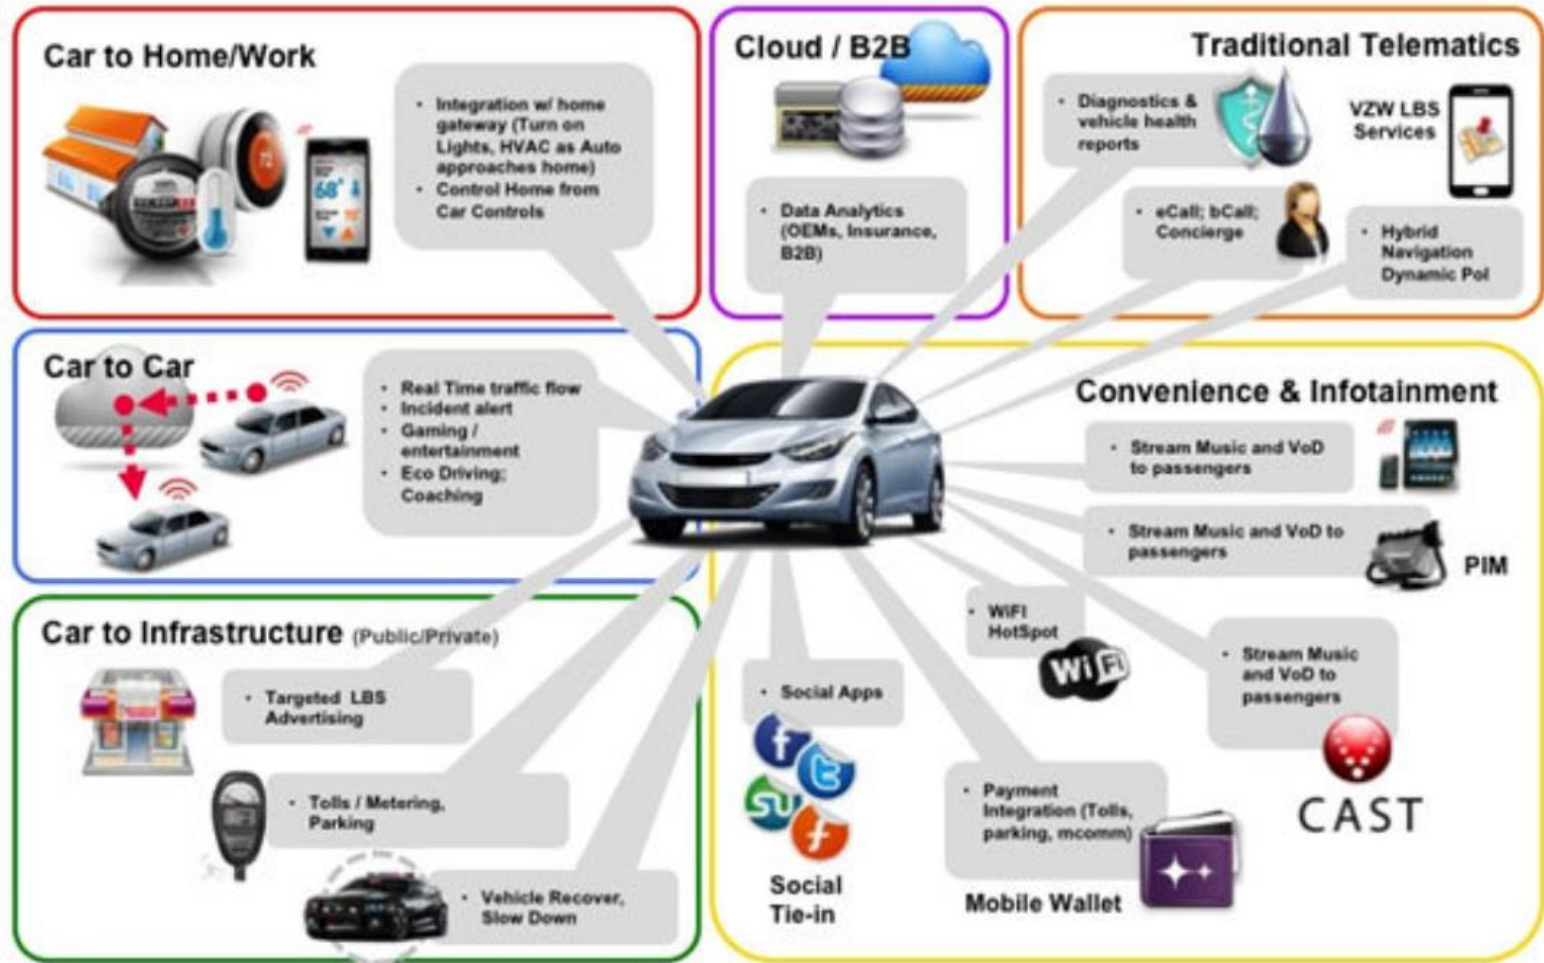 Car to Home/Work
• Integration w/ home
gateway (Turn on
Lights, HVAC as Auto
approaches home)
• Control Home from
Car Controls
72
68°
Cloud / B2B
• Data Analytics
(OEMs, Insurance,
B2B)
Traditional Telematics
• Diagnostics &
vehicle health
reports
VZW LBS
Services
• eCall; bCall;
Concierge
• Hybrid
Navigation
Dynamic PoI
Car to Car
• Real Time traffic flow
• Incident alert
• Gaming /
entertainment
• Eco Driving;
Coaching
Convenience & Infotainment
• Stream Music and VoD
to passengers
• Stream Music and VoD to
passengers
PIM
• WiFI
HotSpot
Wi Fi
• Stream Music
and VoD to
passengers
CAST
• Social Apps
f
t
su
f
Social
Tie-in
• Payment
Integration (Tolls,
parking, mcomm)
Mobile Wallet
Car to Infrastructure (Public/Private)
• Targeted LBS
Advertising
• Tolls / Metering,
Parking
• Vehicle Recover,
Slow Down